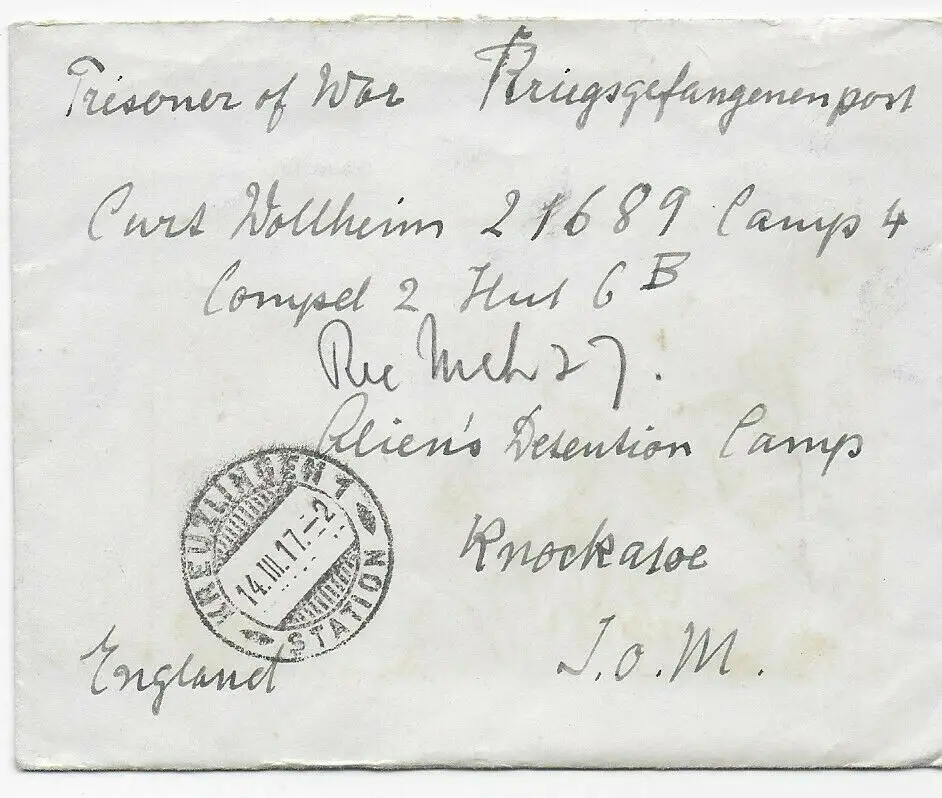 Prisoner of War Kriegsgefangenenpost
Curt Wollheim 21689 Camp 4
Compd 2 Hut 6 B
Rec Mch 27.
Alien's Detention Camp
KREUZLINGEN 1
14.III.17.–2
STATION
Knockaloe
England I.O.M.